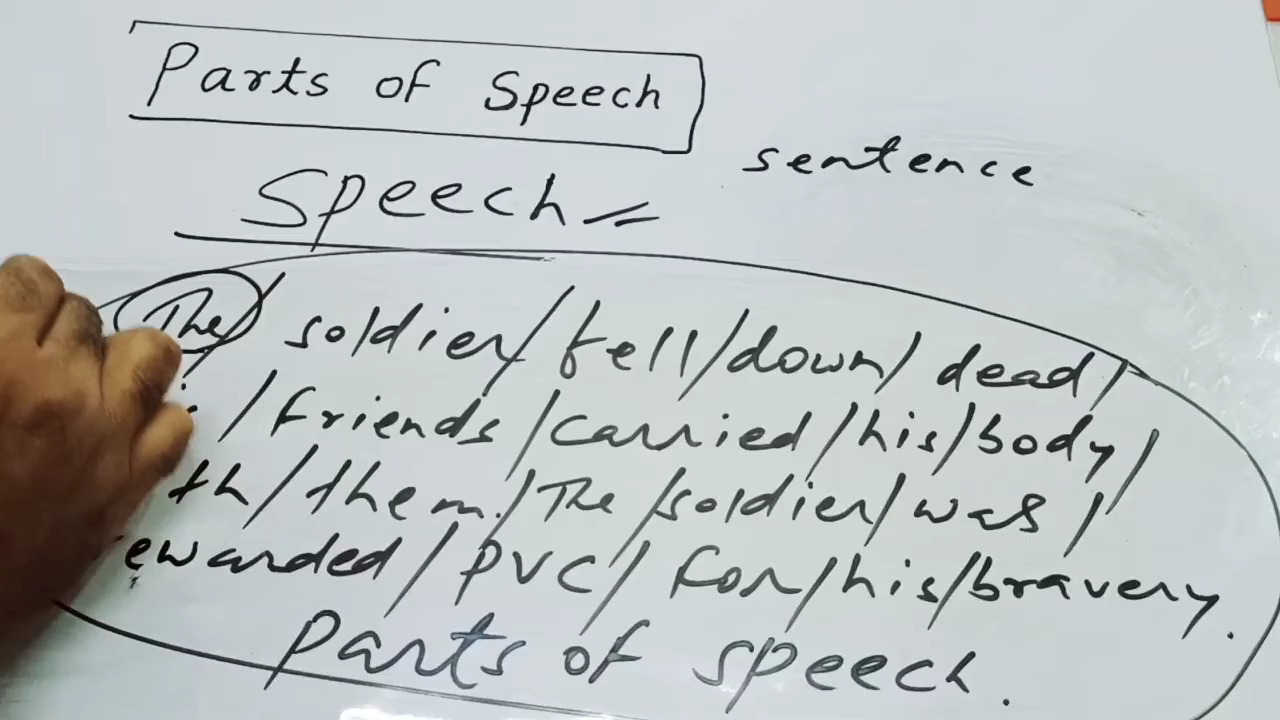 Parts of Speech
sentence
Speech
The/ soldier/fell/down/dead/
/friends/carried/his/body/
th/them./The/soldier/was/
ewarded/PVC/for/his/bravery.
Parts of speech.